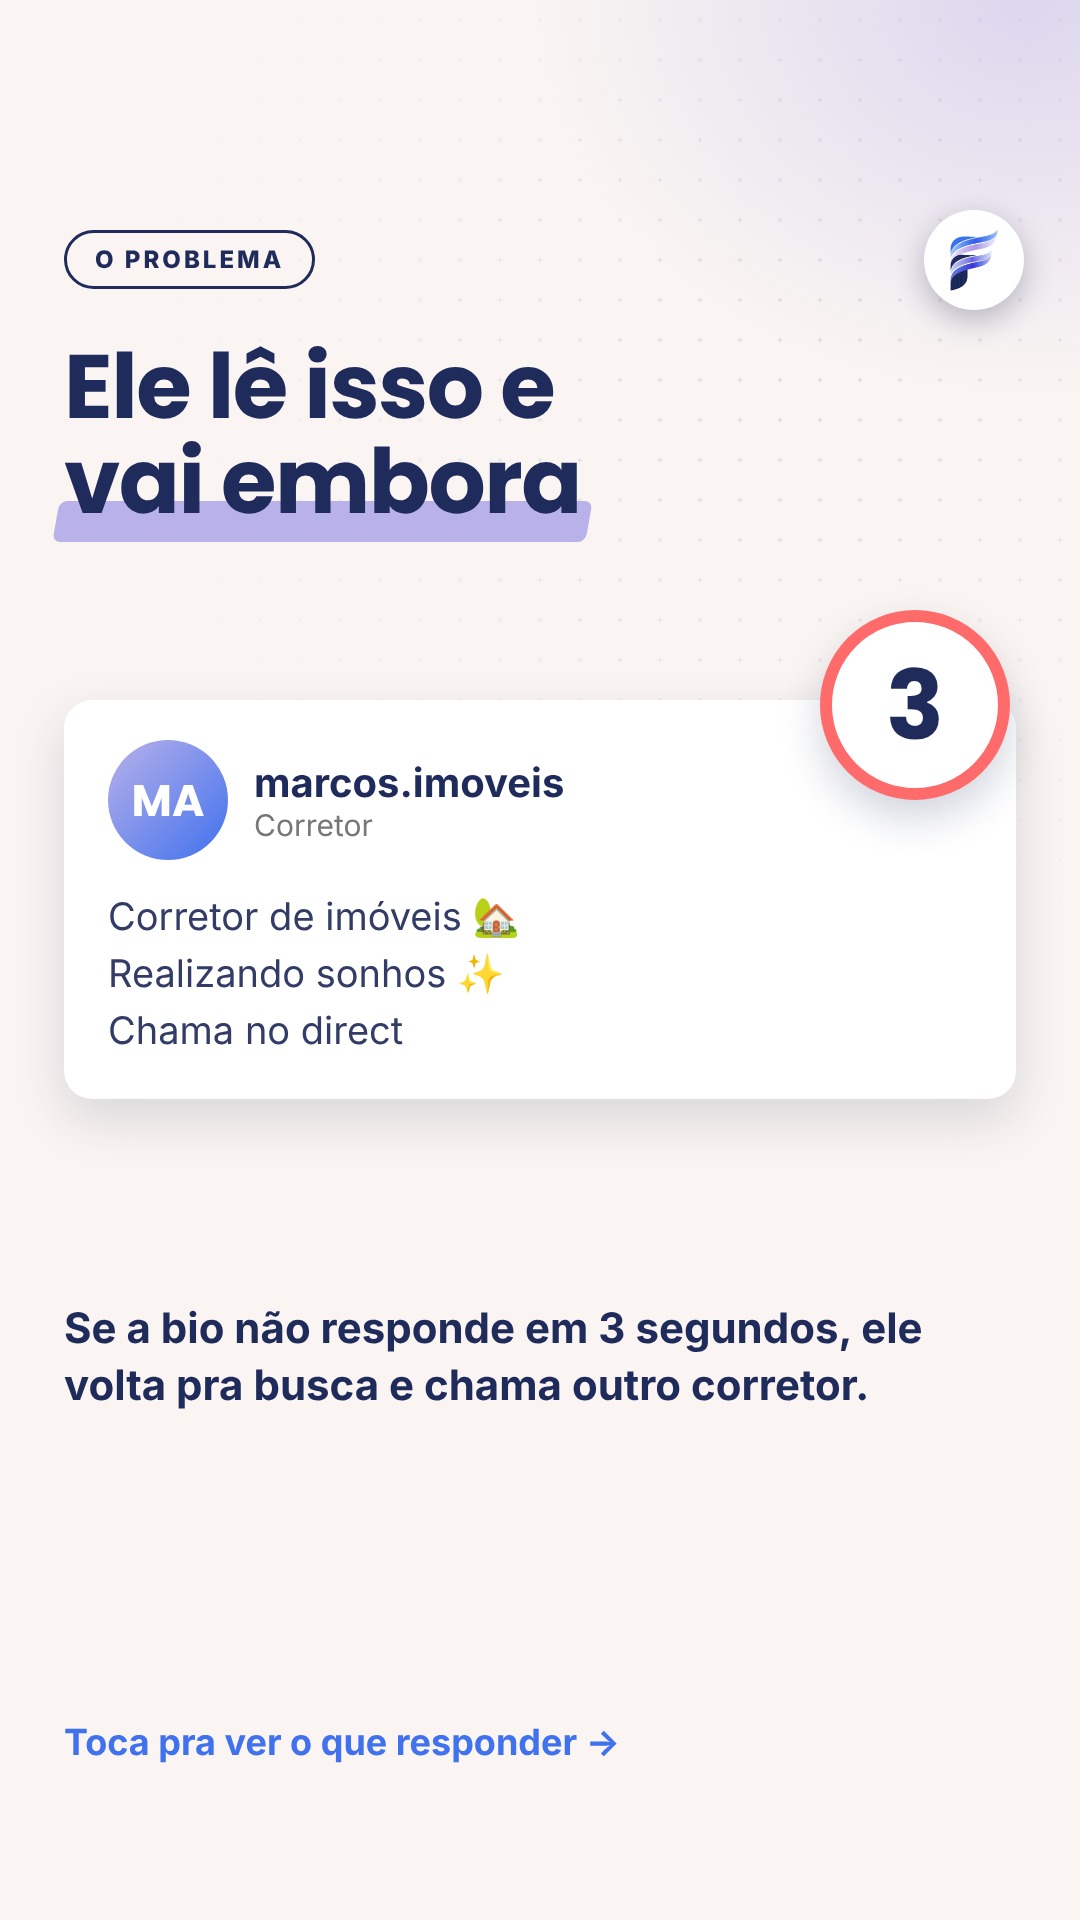 O PROBLEMA
Ele lê isso e
vai embora
3
MA
marcos.imoveis
Corretor
Corretor de imóveis 🏡
Realizando sonhos ✨
Chama no direct
Se a bio não responde em 3 segundos, ele
volta pra busca e chama outro corretor.
Toca pra ver o que responder →